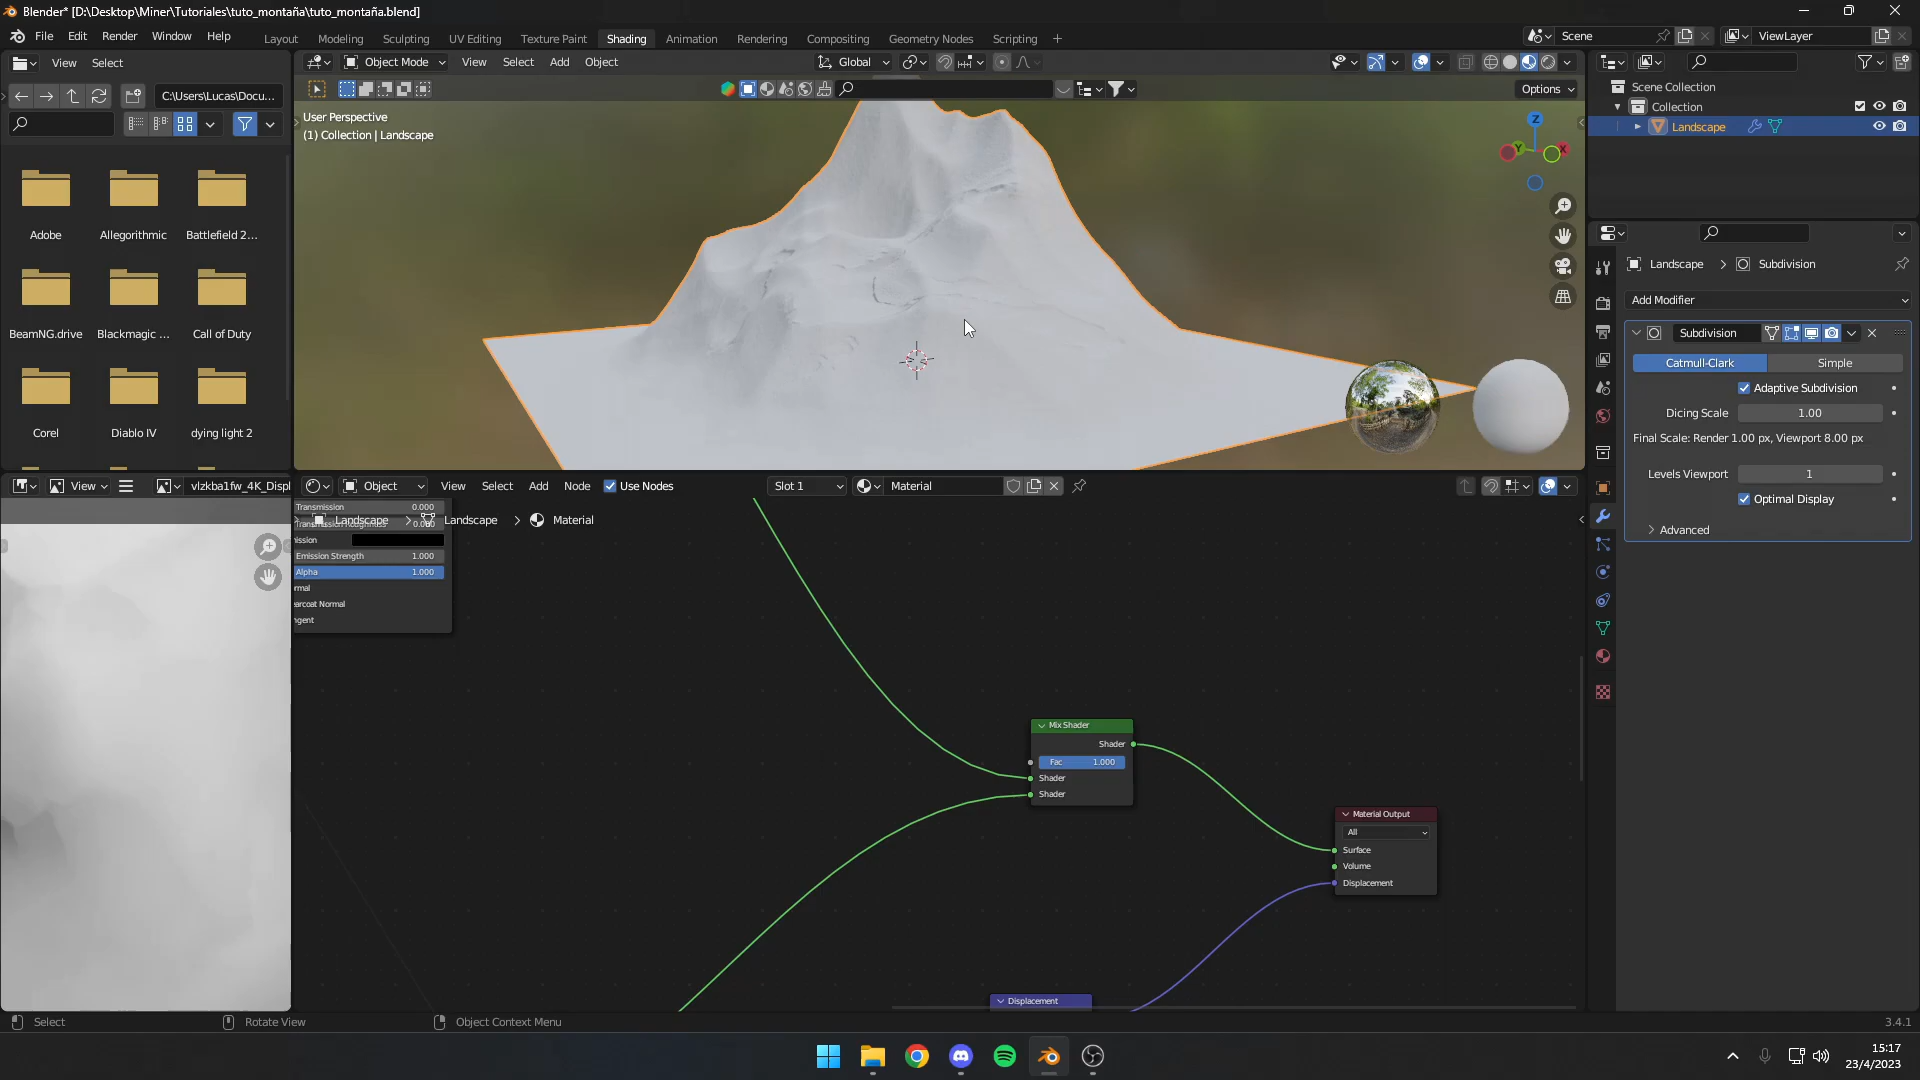 Blender* [D:\Desktop\Miner\Tutoriales\tuto_montaña\tuto_montaña.blend]
File Edit Render Window Help
Layout Modeling Sculpting UV Editing Texture Paint Shading Animation Rendering Compositing Geometry Nodes Scripting
Scene ViewLayer
View Select
Object Mode View Select Add Object Global
C:\Users\Lucas\Docu...
Options
User Perspective
(1) Collection | Landscape
Z
Y
X
Scene Collection
Collection
Landscape
Adobe Allegorithmic Battlefield 2...
BeamNG.drive Blackmagic ... Call of Duty
Corel Diablo IV dying light 2
Landscape Subdivision
Add Modifier
Subdivision
Catmull-Clark Simple
Adaptive Subdivision
Dicing Scale 1.00
Final Scale: Render 1.00 px, Viewport 8.00 px
Levels Viewport 1
Optimal Display
Advanced
View vlzkba1fw_4K_Displ
Object View Select Add Node Use Nodes Slot 1 Material
Landscape Landscape Material
Transmission 0.000
ission
Emission Strength 1.000
Alpha 1.000
rmal
earcoat Normal
ngent
Mix Shader
Shader
Fac 1.000
Shader
Shader
Material Output
All
Surface
Volume
Displacement
Displacement
Select Rotate View Object Context Menu
3.4.1
15:17
23/4/2023